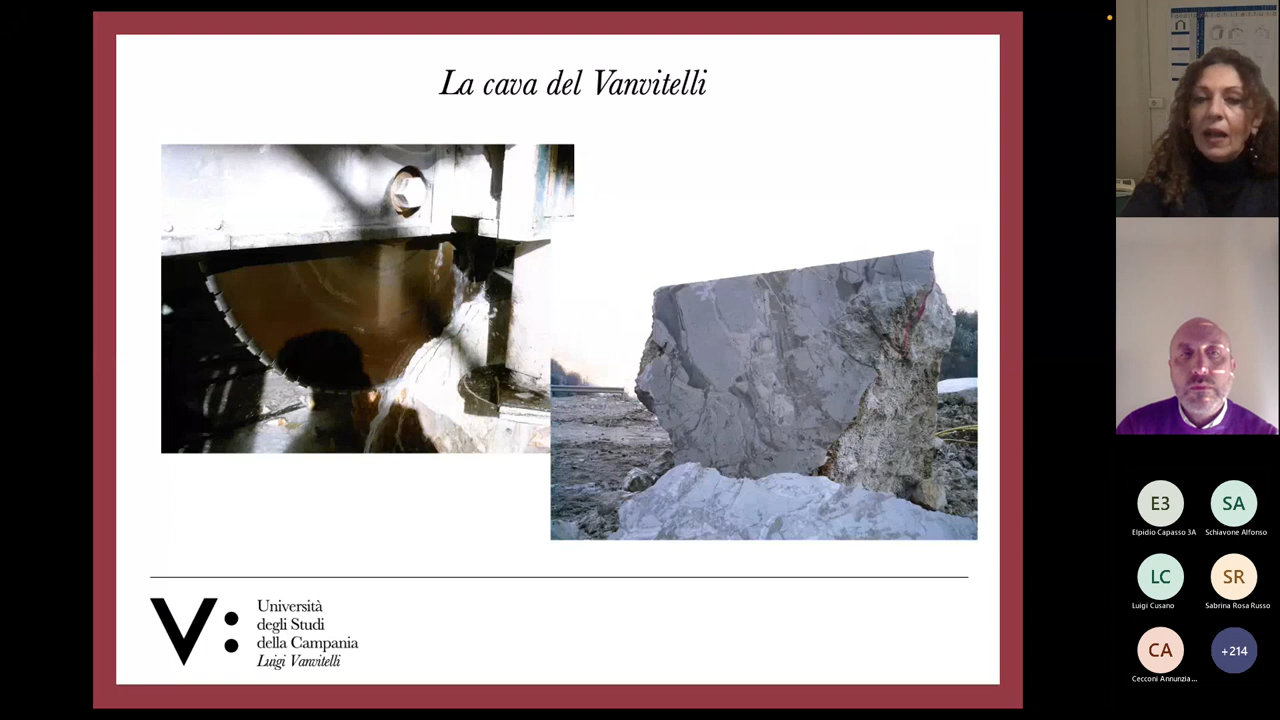 La cava del Vanvitelli
V:
Università
degli Studi
della Campania
Luigi Vanvitelli
E3
SA
Elpidio Capasso 3A
Schiavone Alfonso
LC
SR
Luigi Cusano
Sabrina Rosa Russo
CA
+214
Cecconi Annunzia...